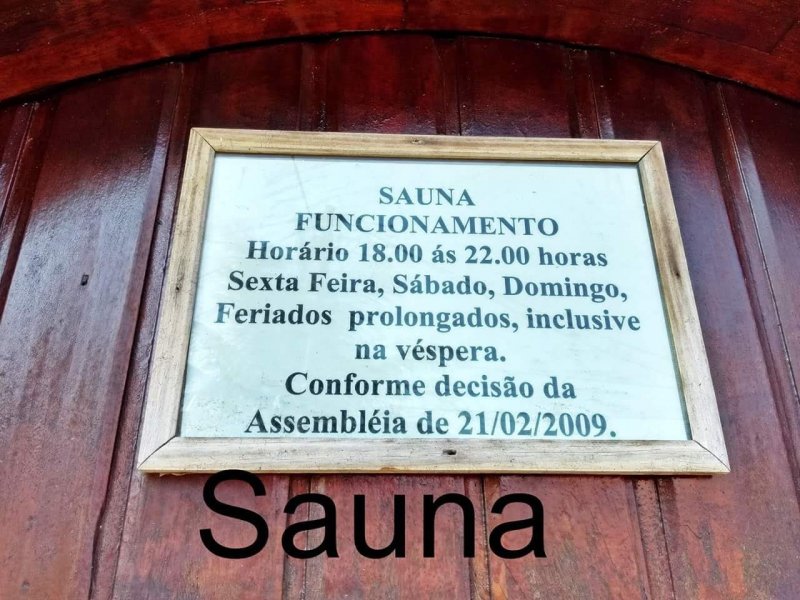 SAUNA
FUNCIONAMENTO
Horário 18.00 ás 22.00 horas
Sexta Feira, Sábado, Domingo,
Feriados prolongados, inclusive
na véspera.
Conforme decisão da
Assembléia de 21/02/2009.
Sauna